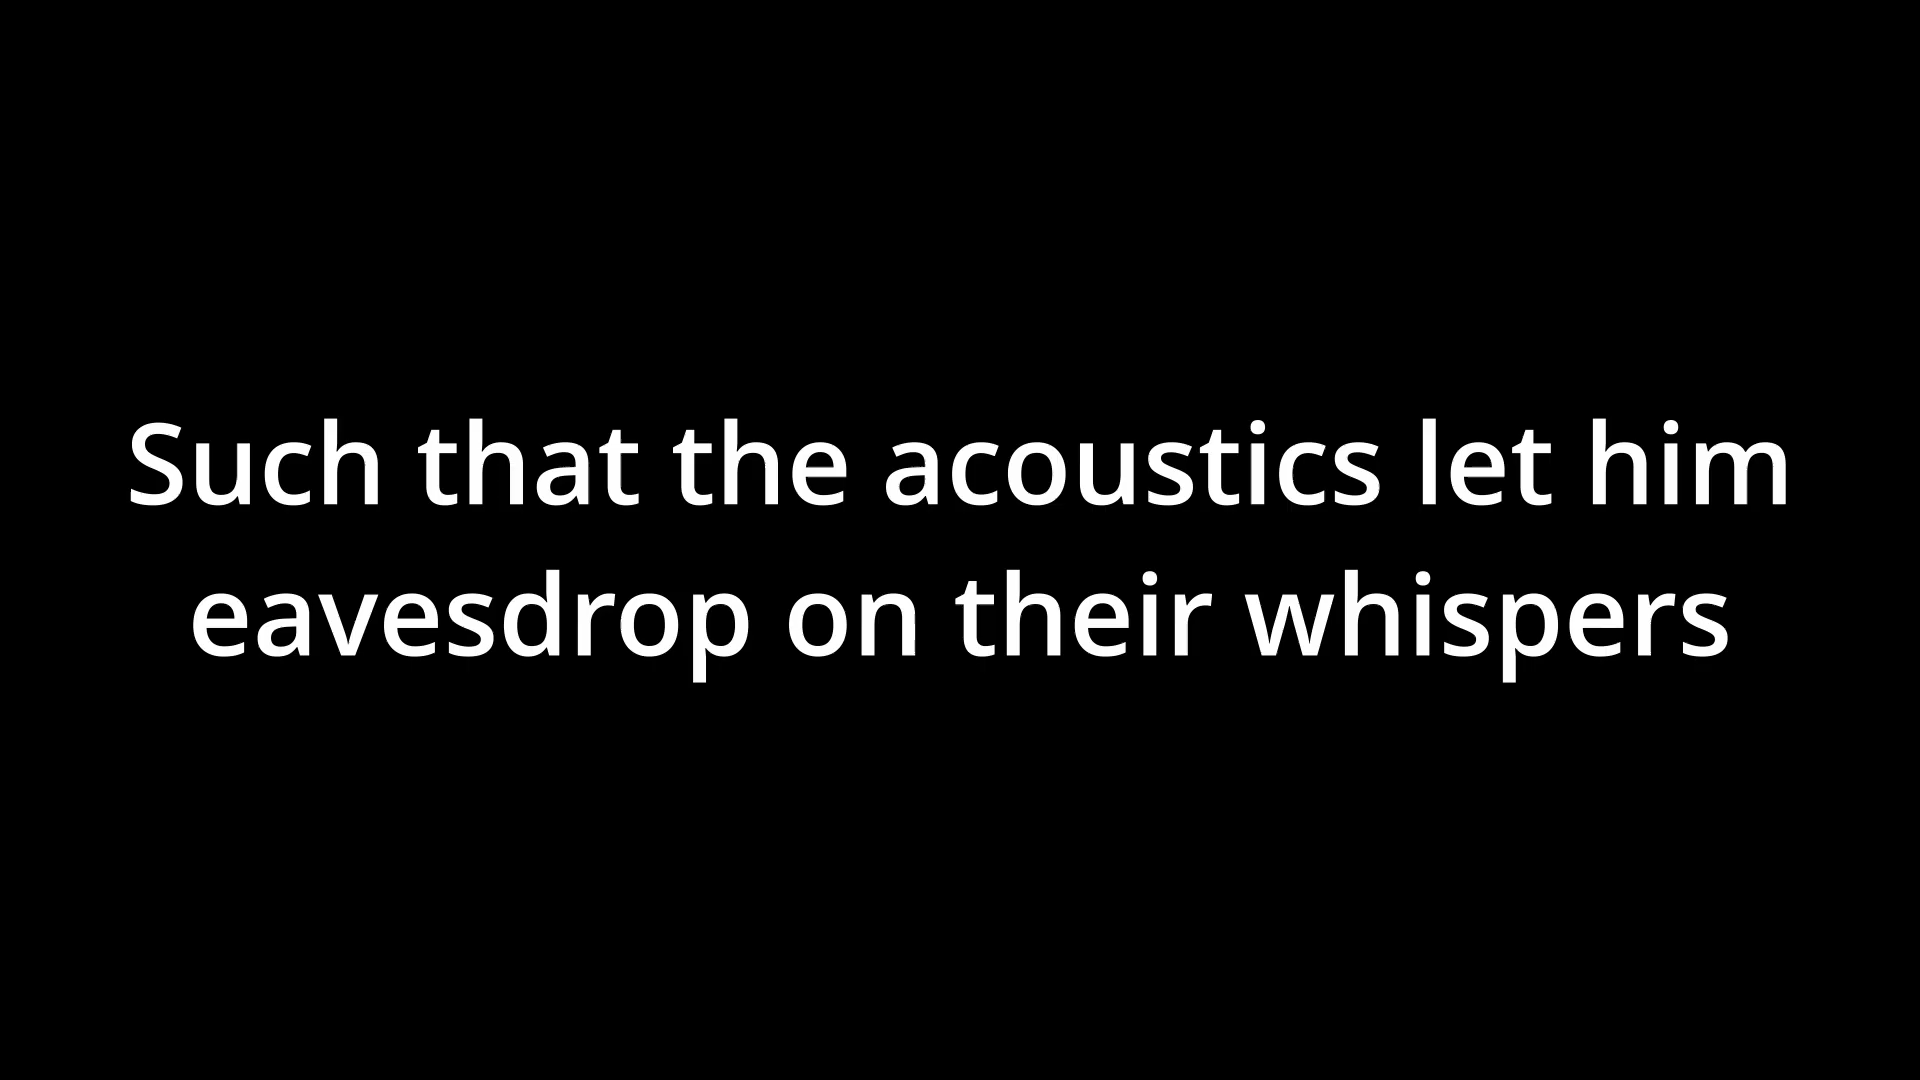 Such that the acoustics let him
eavesdrop on their whispers